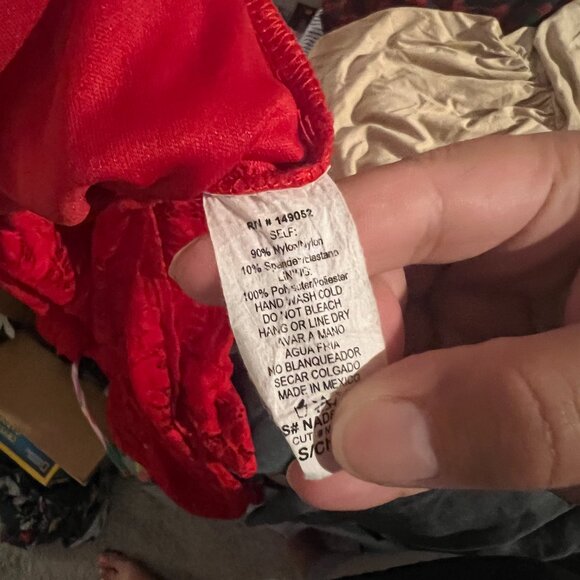 RN # 149052
SELF:
90% Nylon/Nylon
10% Spandex/elastano
LINING:
100% Polyester/Poliester
HAND WASH COLD
DO NOT BLEACH
HANG OR LINE DRY
LAVAR A MANO
AGUA FRIA
NO BLANQUEADOR
SECAR COLGADO
MADE IN MEXICO
S#
CUT #
S/CH